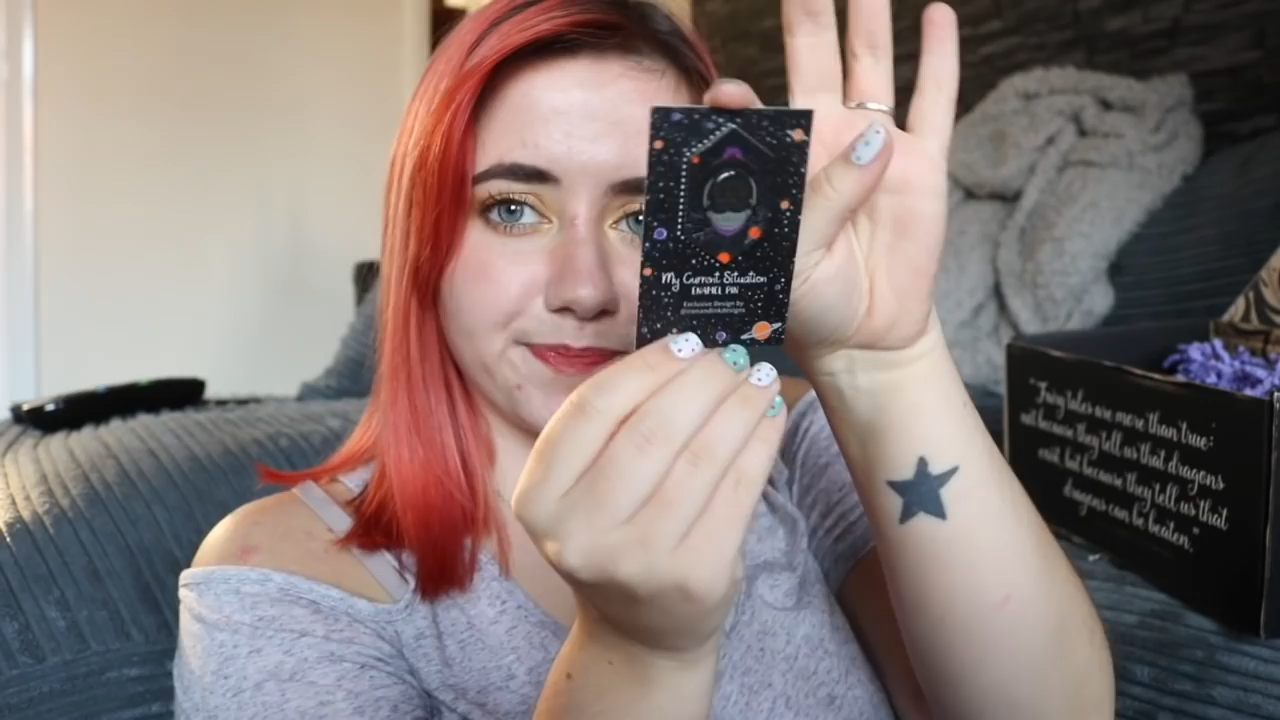 My Current Situation
ENAMEL PIN
Exclusive Design by
@ironandinkdesigns
"Fairy tales are more than true:
not because they tell us that dragons
exist, but because they tell us that
dragons can be beaten."